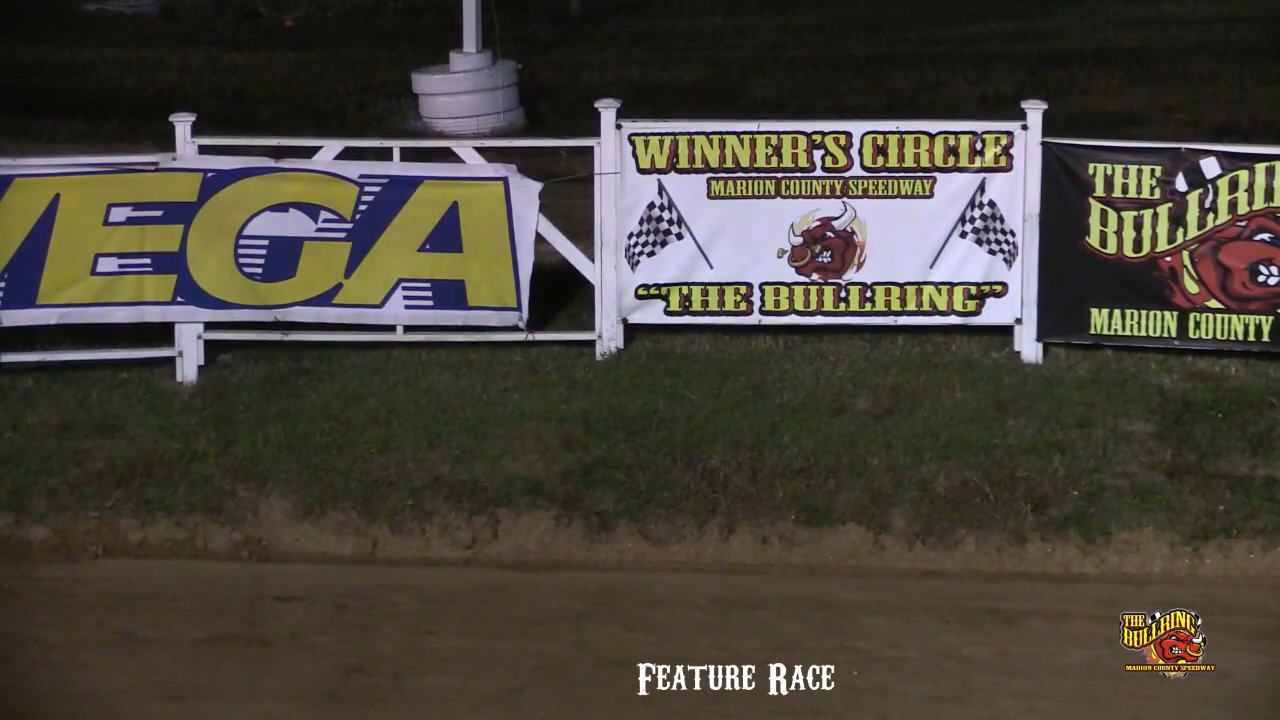 VEGA
WINNER'S CIRCLE
MARION COUNTY SPEEDWAY
"THE BULLRING"
THE
BULLRIN
MARION COUNTY
THE
BULLRING
MARION COUNTY SPEEDWAY
FEATURE RACE